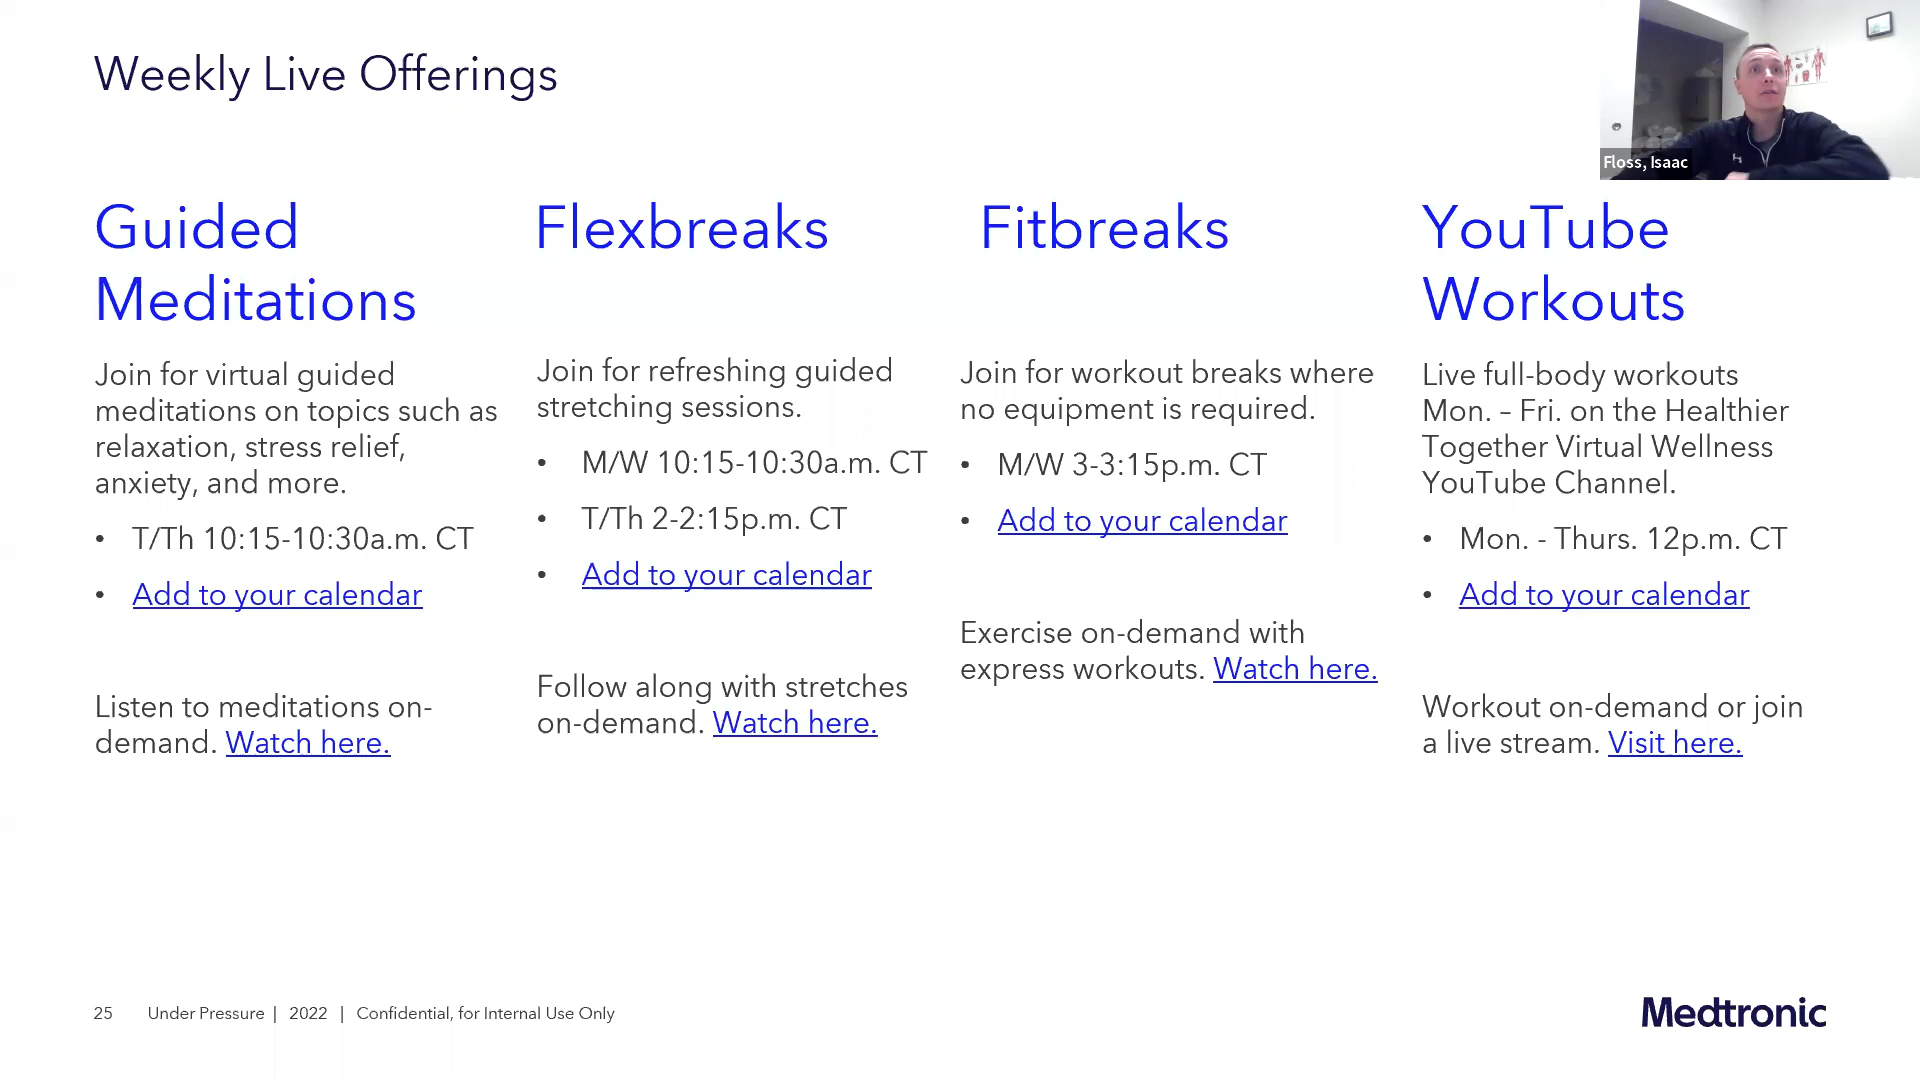 Weekly Live Offerings
Floss, Isaac
Guided
Meditations
Join for virtual guided
meditations on topics such as
relaxation, stress relief,
anxiety, and more.
• T/Th 10:15-10:30a.m. CT
• Add to your calendar
Listen to meditations on-
demand. Watch here.
Flexbreaks
Join for refreshing guided
stretching sessions.
• M/W 10:15-10:30a.m. CT
• T/Th 2-2:15p.m. CT
• Add to your calendar
Follow along with stretches
on-demand. Watch here.
Fitbreaks
Join for workout breaks where
no equipment is required.
• M/W 3-3:15p.m. CT
• Add to your calendar
Exercise on-demand with
express workouts. Watch here.
YouTube
Workouts
Live full-body workouts
Mon. – Fri. on the Healthier
Together Virtual Wellness
YouTube Channel.
• Mon. - Thurs. 12p.m. CT
• Add to your calendar
Workout on-demand or join
a live stream. Visit here.
25 Under Pressure | 2022 | Confidential, for Internal Use Only
Medtronic